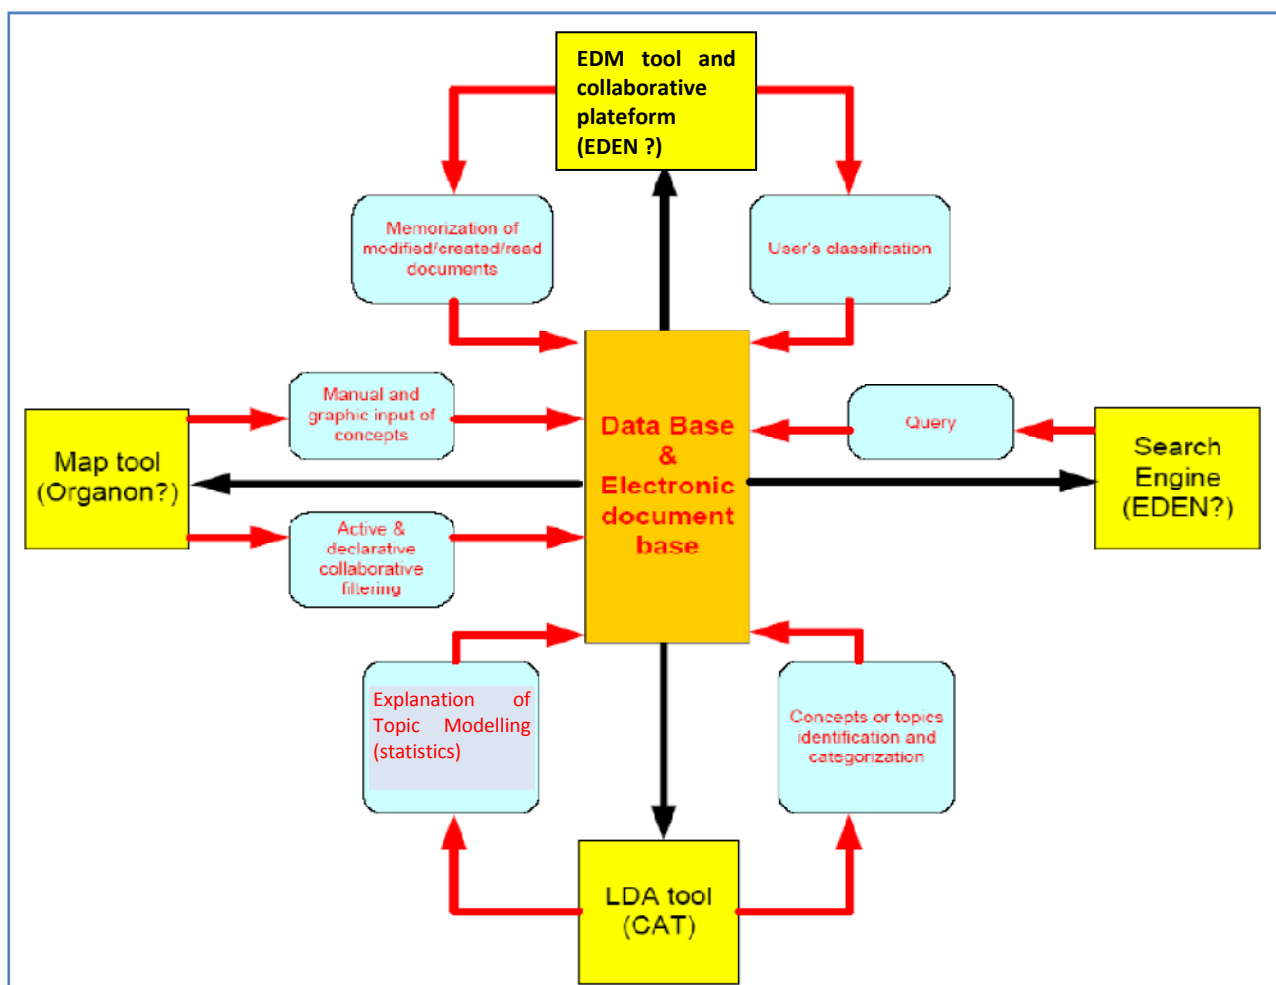 EDM tool and
collaborative
plateform
(EDEN ?)
Memorization of
modified/created/read
documents
User's classification
Manual and
graphic input of
concepts
Query
Data Base
&
Electronic
document
base
Map tool
(Organon?)
Search
Engine
(EDEN?)
Active &
declarative
collaborative
filtering
Explanation of
Topic Modelling
(statistics)
Concepts or topics
identification and
categorization
LDA tool
(CAT)